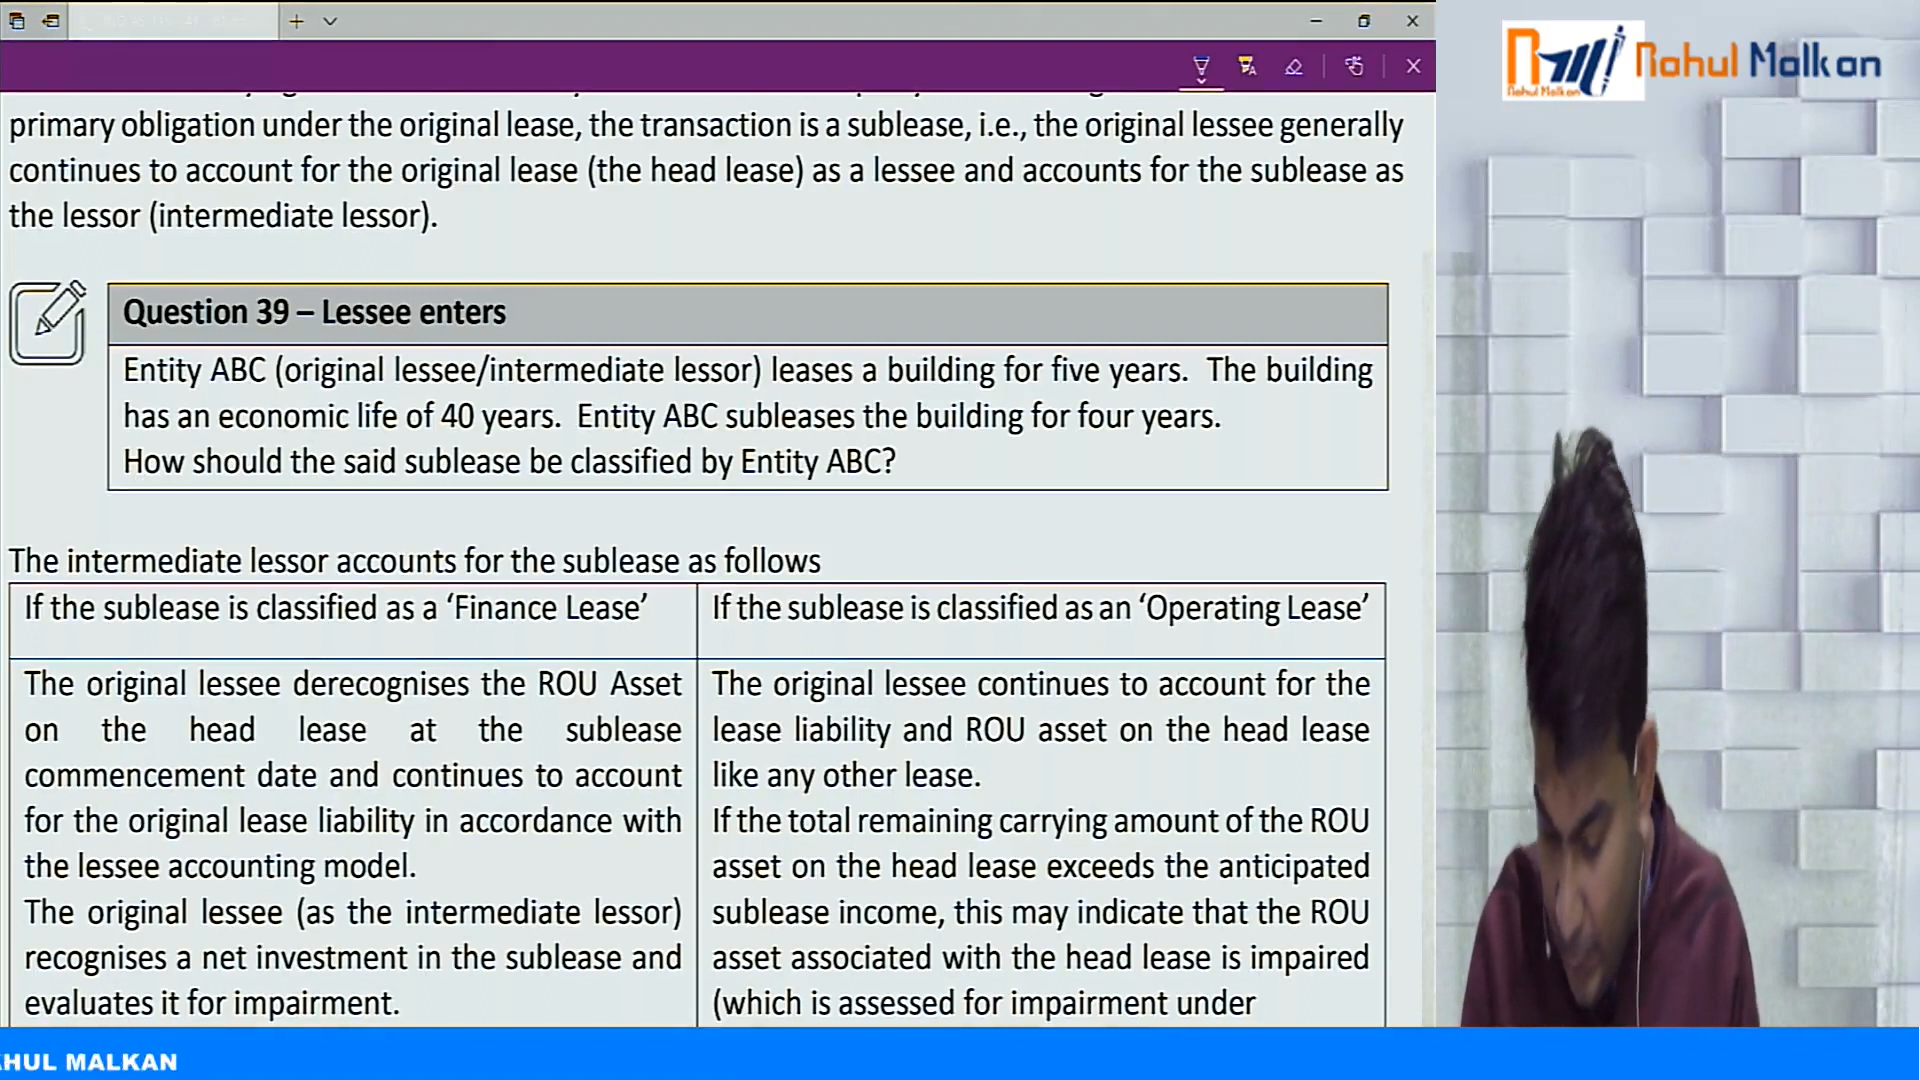 Rahul Malkan
Rahul Malkan
primary obligation under the original lease, the transaction is a sublease, i.e., the original lessee generally
continues to account for the original lease (the head lease) as a lessee and accounts for the sublease as
the lessor (intermediate lessor).
Question 39 – Lessee enters
Entity ABC (original lessee/intermediate lessor) leases a building for five years. The building
has an economic life of 40 years. Entity ABC subleases the building for four years.
How should the said sublease be classified by Entity ABC?
The intermediate lessor accounts for the sublease as follows
If the sublease is classified as a ‘Finance Lease’
The original lessee derecognises the ROU Asset
on the head lease at the sublease
commencement date and continues to account
for the original lease liability in accordance with
the lessee accounting model.
The original lessee (as the intermediate lessor)
recognises a net investment in the sublease and
evaluates it for impairment.
If the sublease is classified as an ‘Operating Lease’
The original lessee continues to account for the
lease liability and ROU asset on the head lease
like any other lease.
If the total remaining carrying amount of the ROU
asset on the head lease exceeds the anticipated
sublease income, this may indicate that the ROU
asset associated with the head lease is impaired
(which is assessed for impairment under
HUL MALKAN